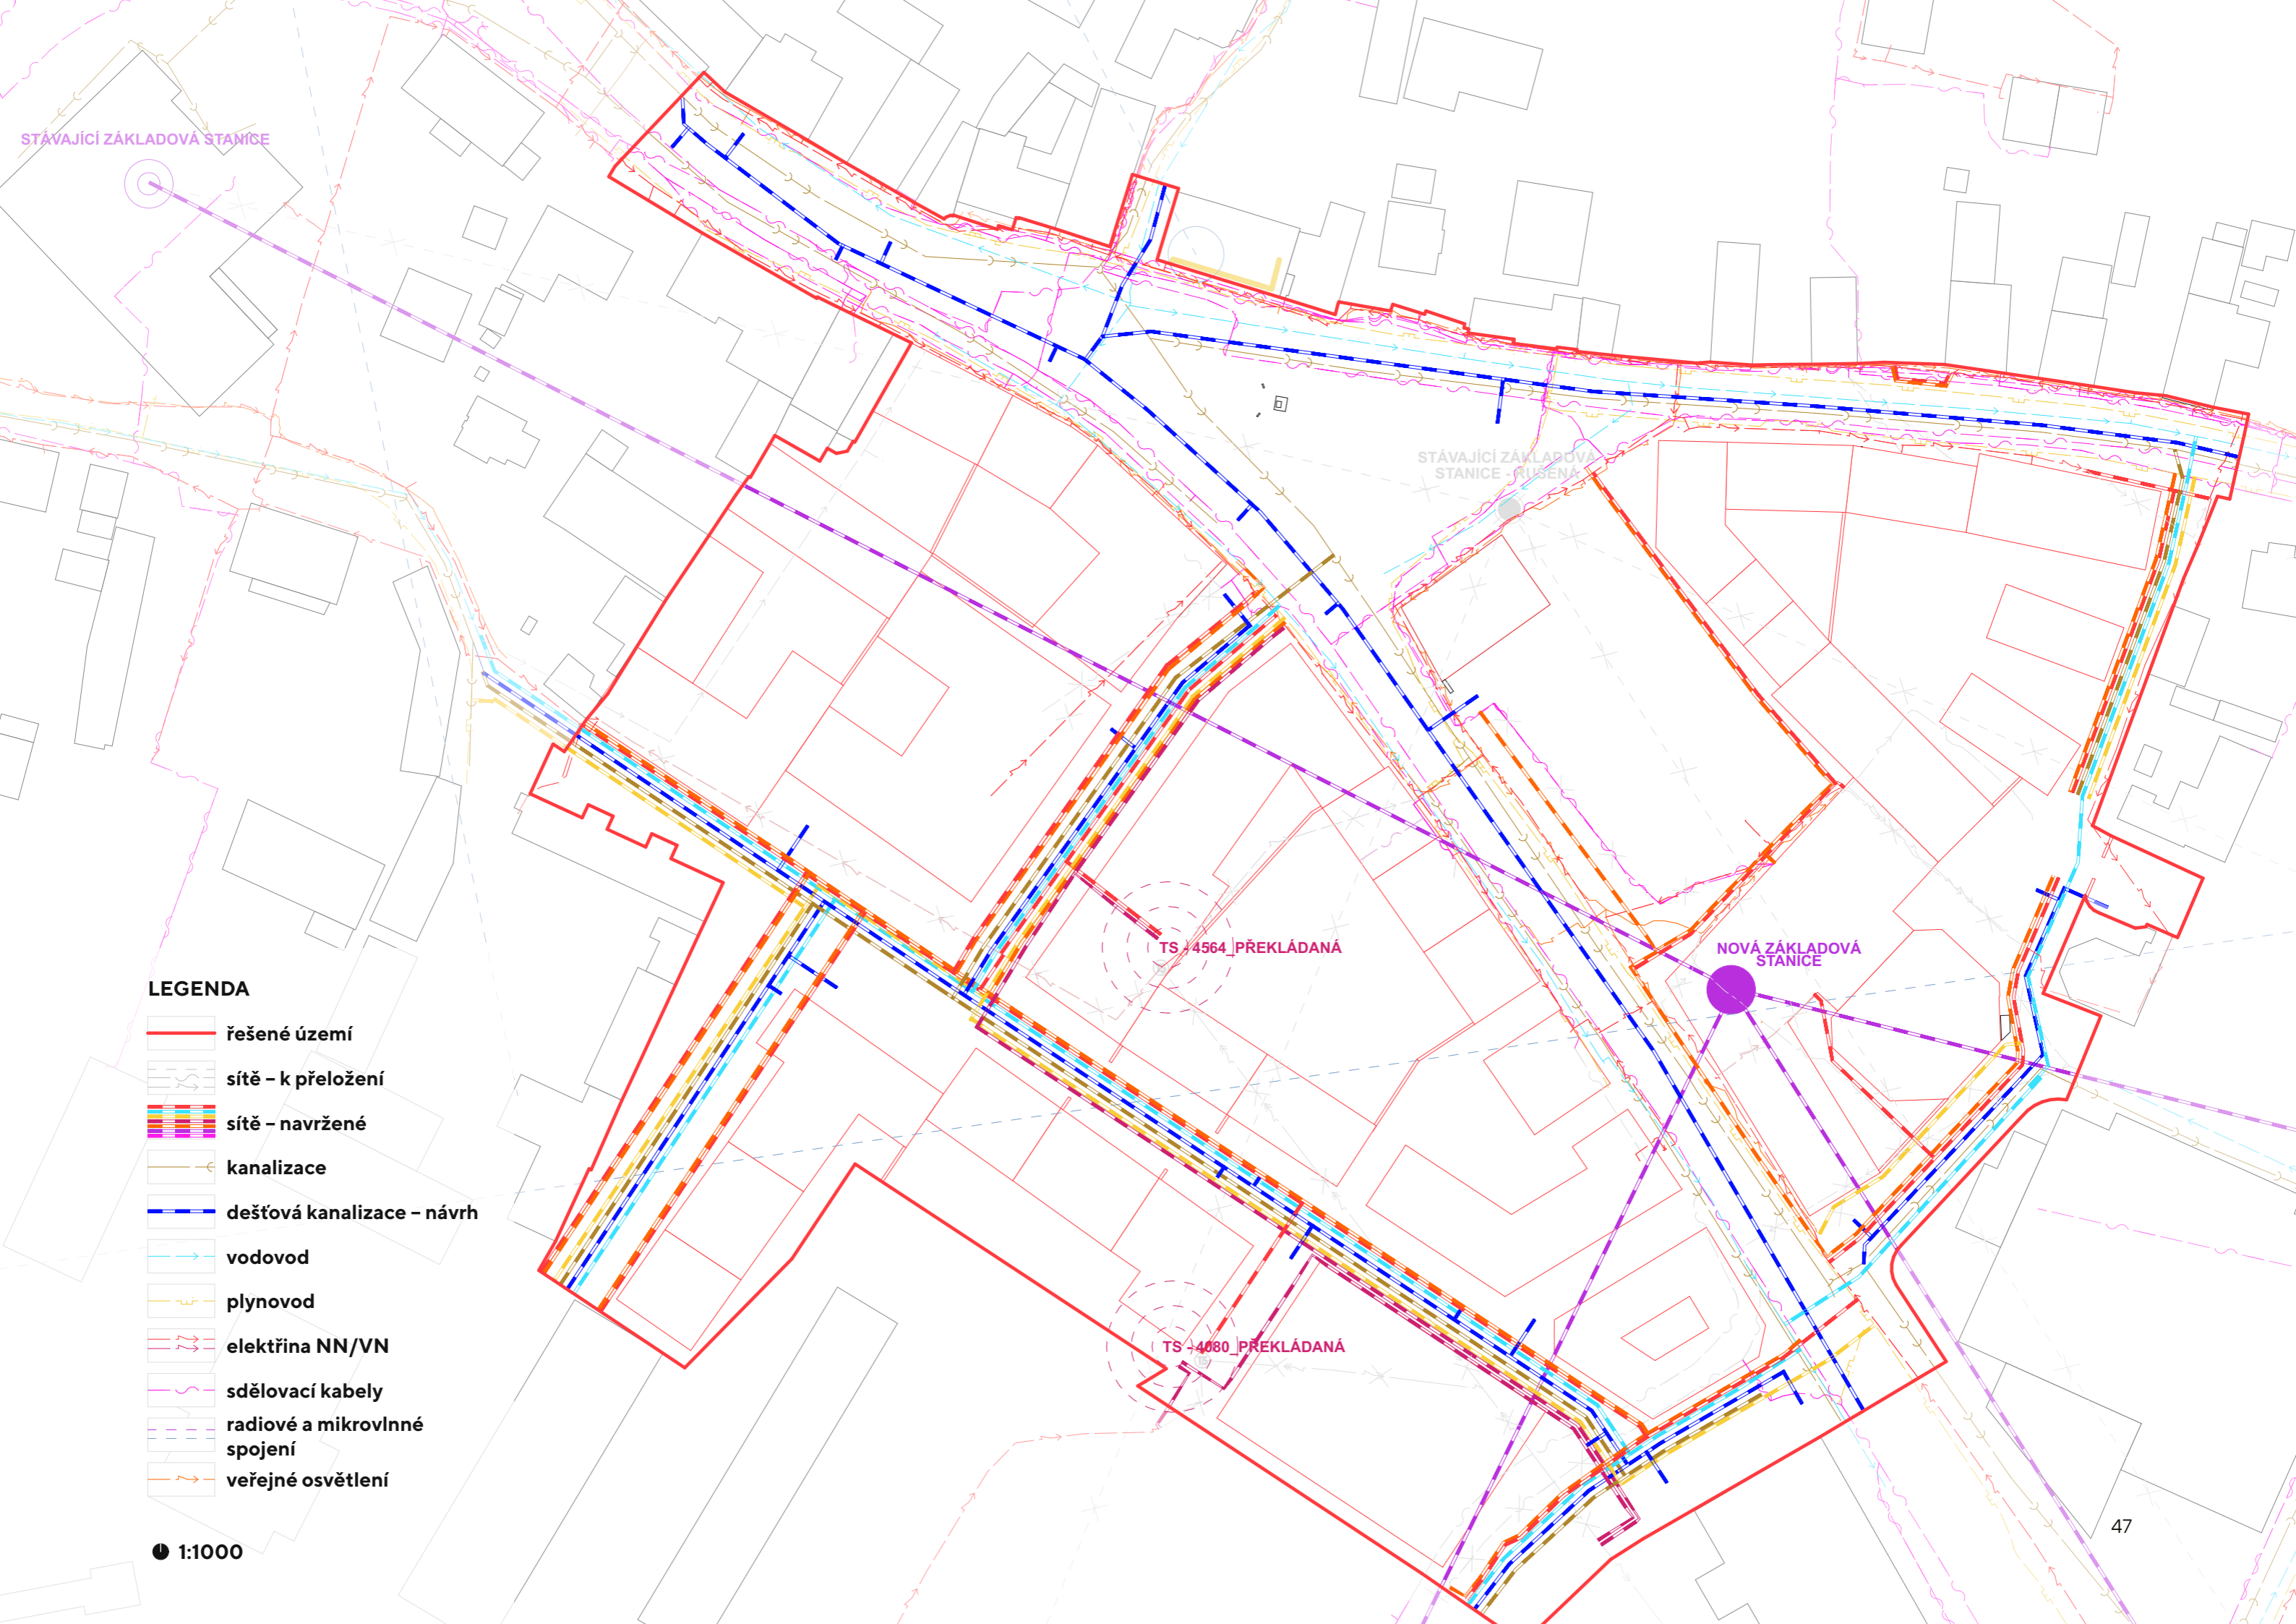 STÁVAJÍCÍ ZÁKLADOVÁ STANICE
STÁVAJÍCÍ ZÁKLADOVÁ
STANICE - RUŠENÁ
TS - 4564_PŘEKLÁDANÁ
NOVÁ ZÁKLADOVÁ
STANICE
TS - 4080_PŘEKLÁDANÁ
LEGENDA
řešené území
sítě – k přeložení
sítě – navržené
kanalizace
dešťová kanalizace – návrh
vodovod
plynovod
elektřina NN/VN
sdělovací kabely
radiové a mikrovlnné
spojení
veřejné osvětlení
1:1000
47